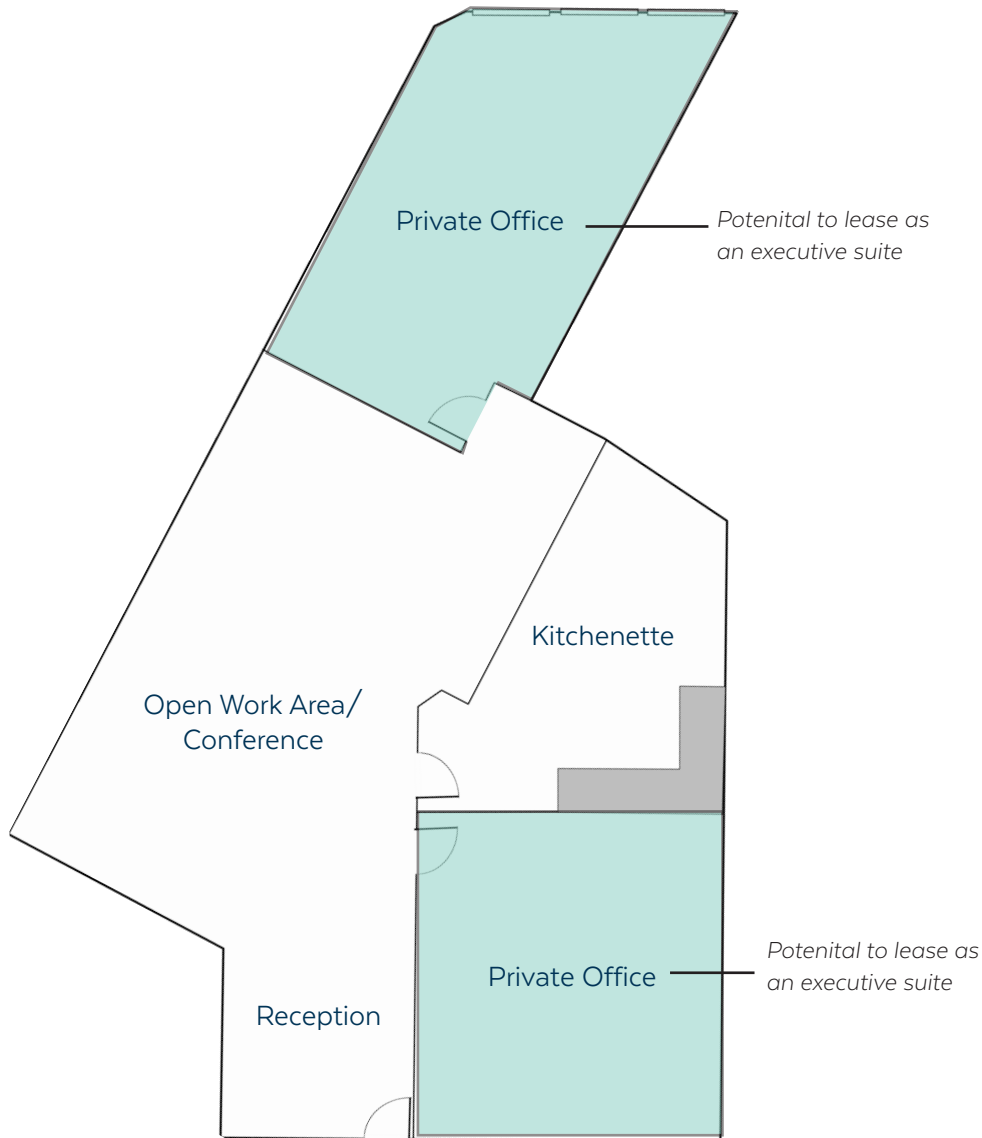 Private Office
Potenital to lease as
an executive suite
Kitchenette
Open Work Area/
Conference
Private Office
Potenital to lease as
an executive suite
Reception